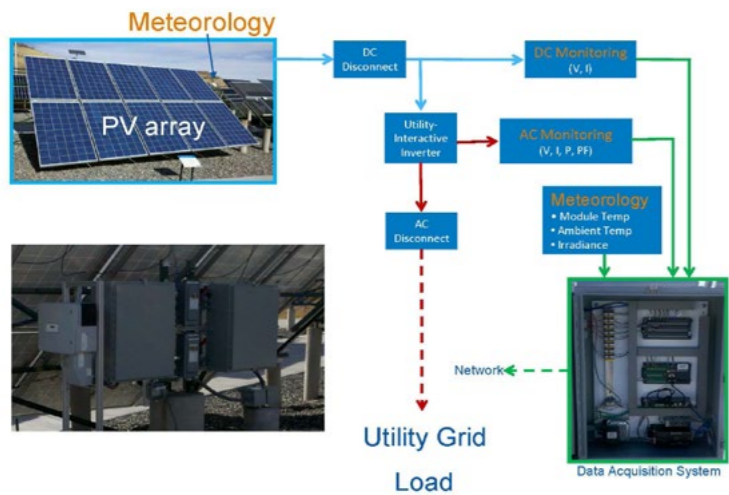 Meteorology
PV array
DC
Disconnect
DC Monitoring
(V, I)
Utility-
Interactive
Inverter
AC Monitoring
(V, I, P, PF)
Meteorology
• Module Temp
• Ambient Temp
• Irradiance
AC
Disconnect
Network
Utility Grid
Load
Data Acquisition System